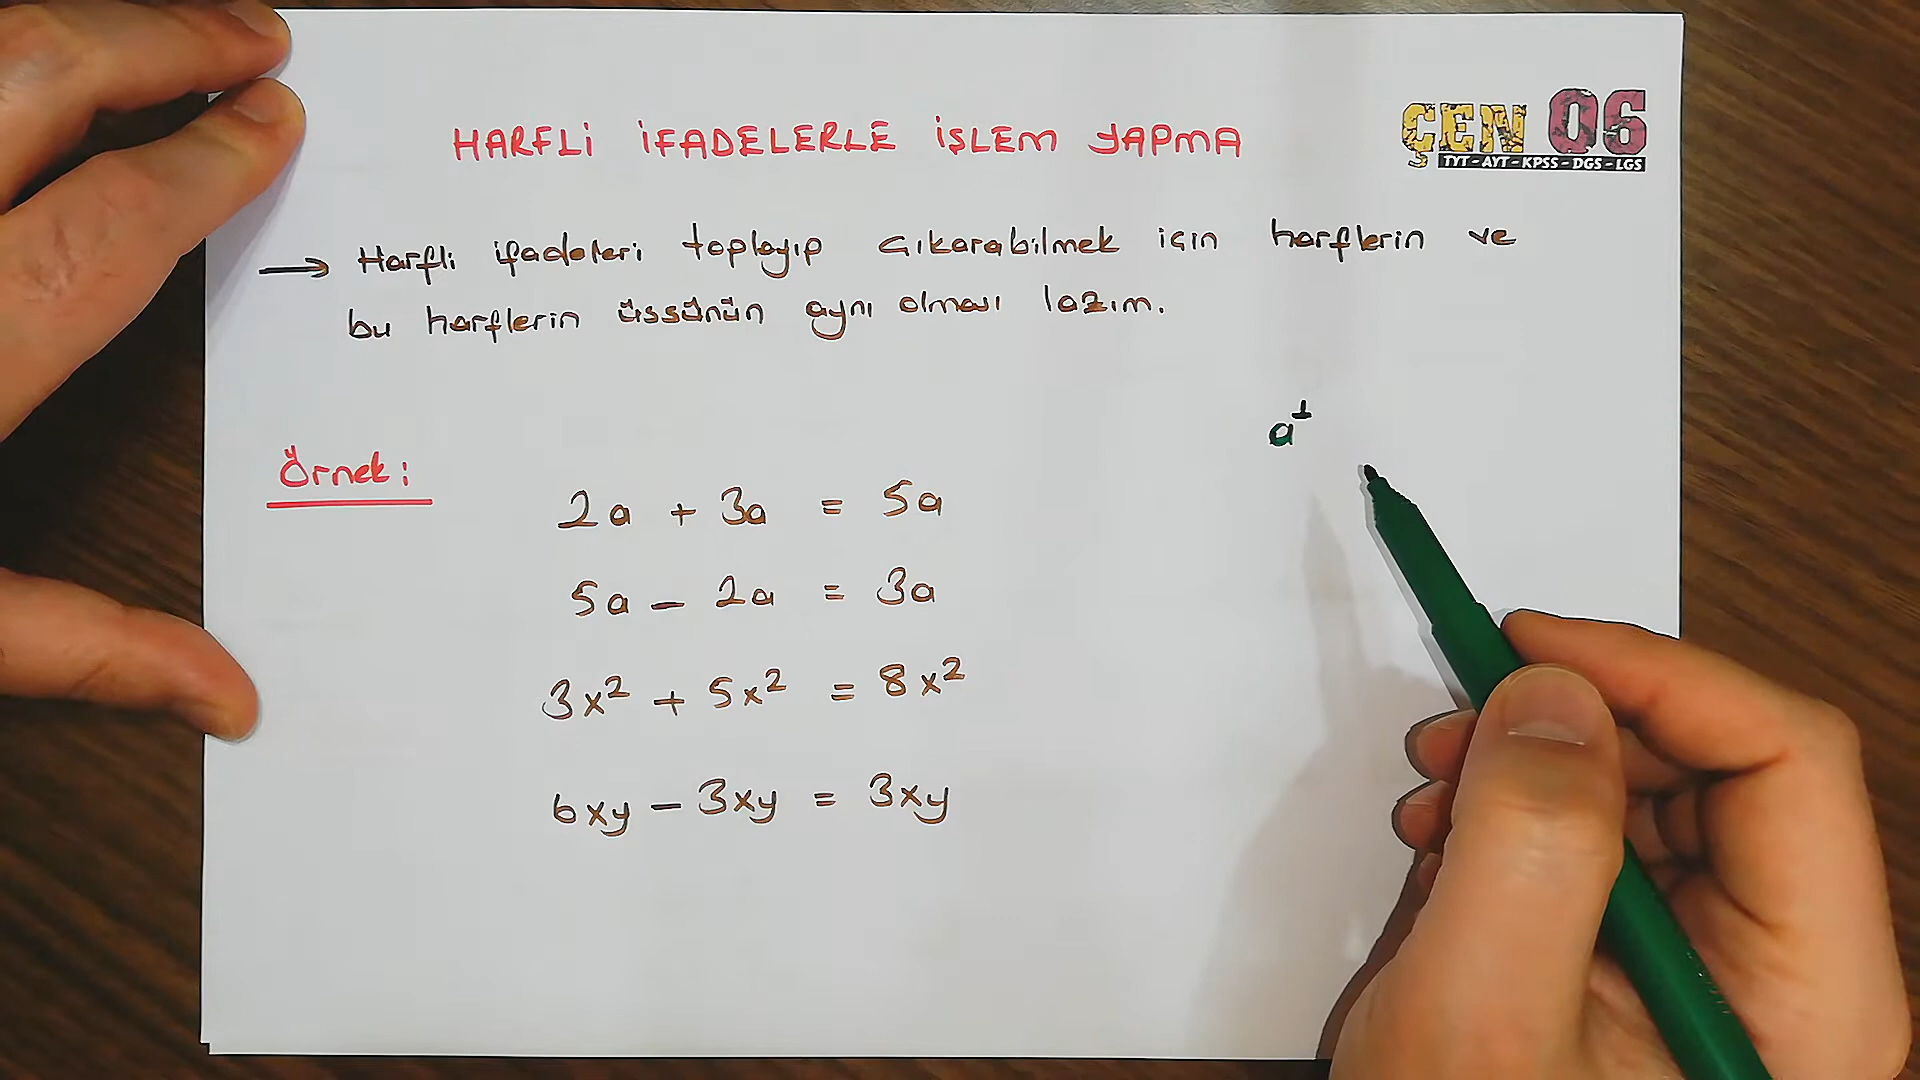 HARFLİ İFADELERLE İŞLEM YAPMA
ÇEN 06
TYT - AYT - KPSS - DGS - LGS
→ Harfli ifadeleri toplayıp çıkarabilmek için harflerin ve
bu harflerin üssünün aynı olması lazım.
a¹
Örnek:
2a + 3a = 5a
5a - 2a = 3a
3x² + 5x² = 8x²
6xy - 3xy = 3xy